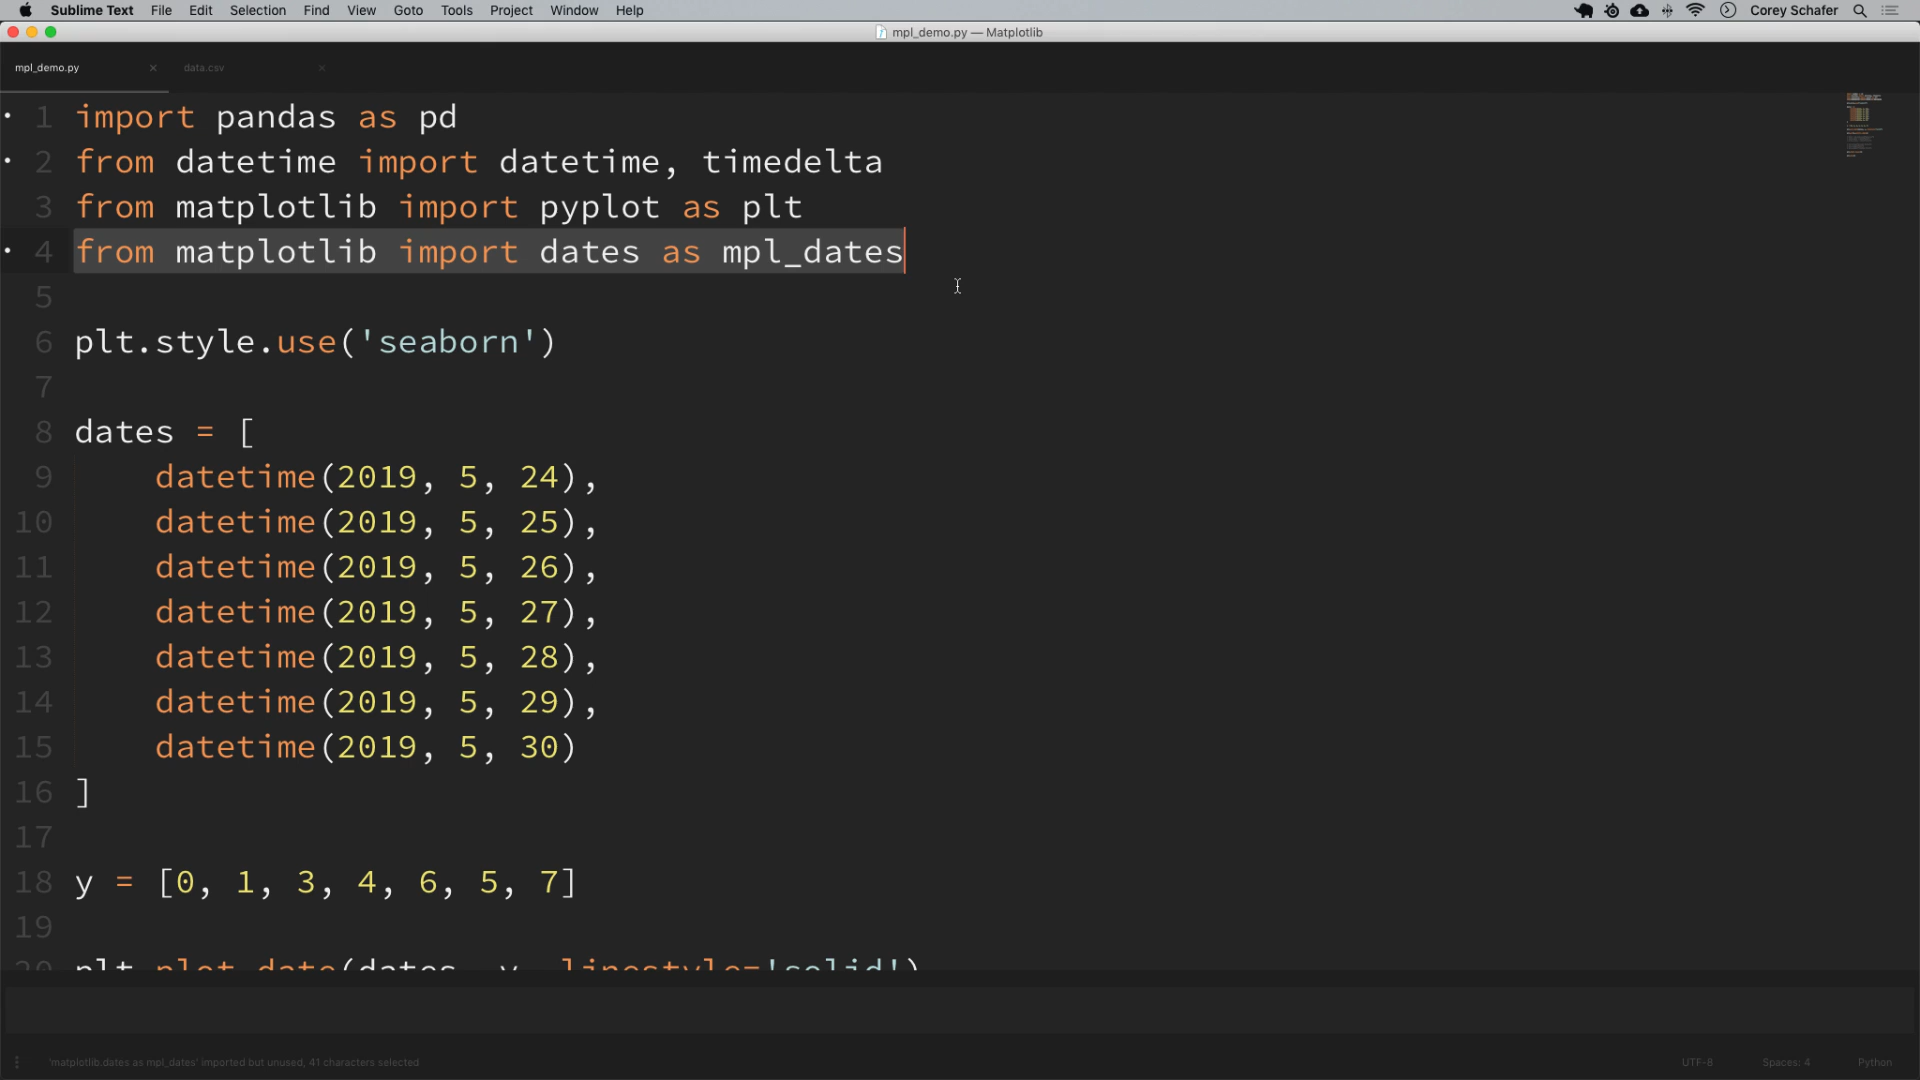 Sublime Text File Edit Selection Find View Goto Tools Project Window Help Corey Schafer
mpl_demo.py — Matplotlib
mpl_demo.py data.csv
1 import pandas as pd
2 from datetime import datetime, timedelta
3 from matplotlib import pyplot as plt
4 from matplotlib import dates as mpl_dates
5
6 plt.style.use('seaborn')
7
8 dates = [
9 datetime(2019, 5, 24),
10 datetime(2019, 5, 25),
11 datetime(2019, 5, 26),
12 datetime(2019, 5, 27),
13 datetime(2019, 5, 28),
14 datetime(2019, 5, 29),
15 datetime(2019, 5, 30)
16 ]
17
18 y = [0, 1, 3, 4, 6, 5, 7]
19
20 plt.plot_date(dates, y, linestyle='solid')
'matplotlib.dates as mpl_dates' imported but unused, 41 characters selected UTF-8 Spaces: 4 Python